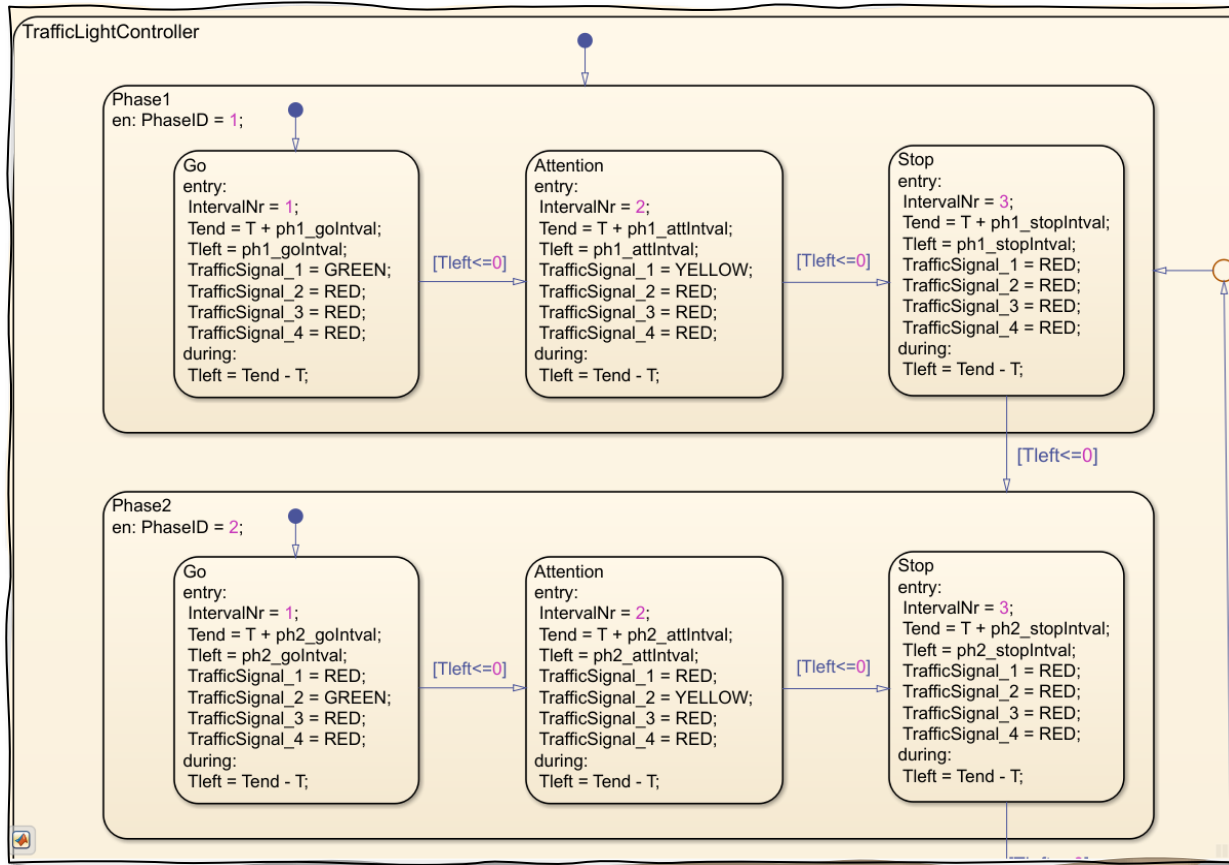 TrafficLightController
Phase1
en: PhaseID = 1;
Go
entry:
IntervalNr = 1;
Tend = T + ph1_goIntval;
Tleft = ph1_goIntval;
TrafficSignal_1 = GREEN;
TrafficSignal_2 = RED;
TrafficSignal_3 = RED;
TrafficSignal_4 = RED;
during:
Tleft = Tend - T;
[Tleft<=0]
Attention
entry:
IntervalNr = 2;
Tend = T + ph1_attIntval;
Tleft = ph1_attIntval;
TrafficSignal_1 = YELLOW;
TrafficSignal_2 = RED;
TrafficSignal_3 = RED;
TrafficSignal_4 = RED;
during:
Tleft = Tend - T;
[Tleft<=0]
Stop
entry:
IntervalNr = 3;
Tend = T + ph1_stopIntval;
Tleft = ph1_stopIntval;
TrafficSignal_1 = RED;
TrafficSignal_2 = RED;
TrafficSignal_3 = RED;
TrafficSignal_4 = RED;
during:
Tleft = Tend - T;
[Tleft<=0]
Phase2
en: PhaseID = 2;
Go
entry:
IntervalNr = 1;
Tend = T + ph2_goIntval;
Tleft = ph2_goIntval;
TrafficSignal_1 = RED;
TrafficSignal_2 = GREEN;
TrafficSignal_3 = RED;
TrafficSignal_4 = RED;
during:
Tleft = Tend - T;
[Tleft<=0]
Attention
entry:
IntervalNr = 2;
Tend = T + ph2_attIntval;
Tleft = ph2_attIntval;
TrafficSignal_1 = RED;
TrafficSignal_2 = YELLOW;
TrafficSignal_3 = RED;
TrafficSignal_4 = RED;
during:
Tleft = Tend - T;
[Tleft<=0]
Stop
entry:
IntervalNr = 3;
Tend = T + ph2_stopIntval;
Tleft = ph2_stopIntval;
TrafficSignal_1 = RED;
TrafficSignal_2 = RED;
TrafficSignal_3 = RED;
TrafficSignal_4 = RED;
during:
Tleft = Tend - T;